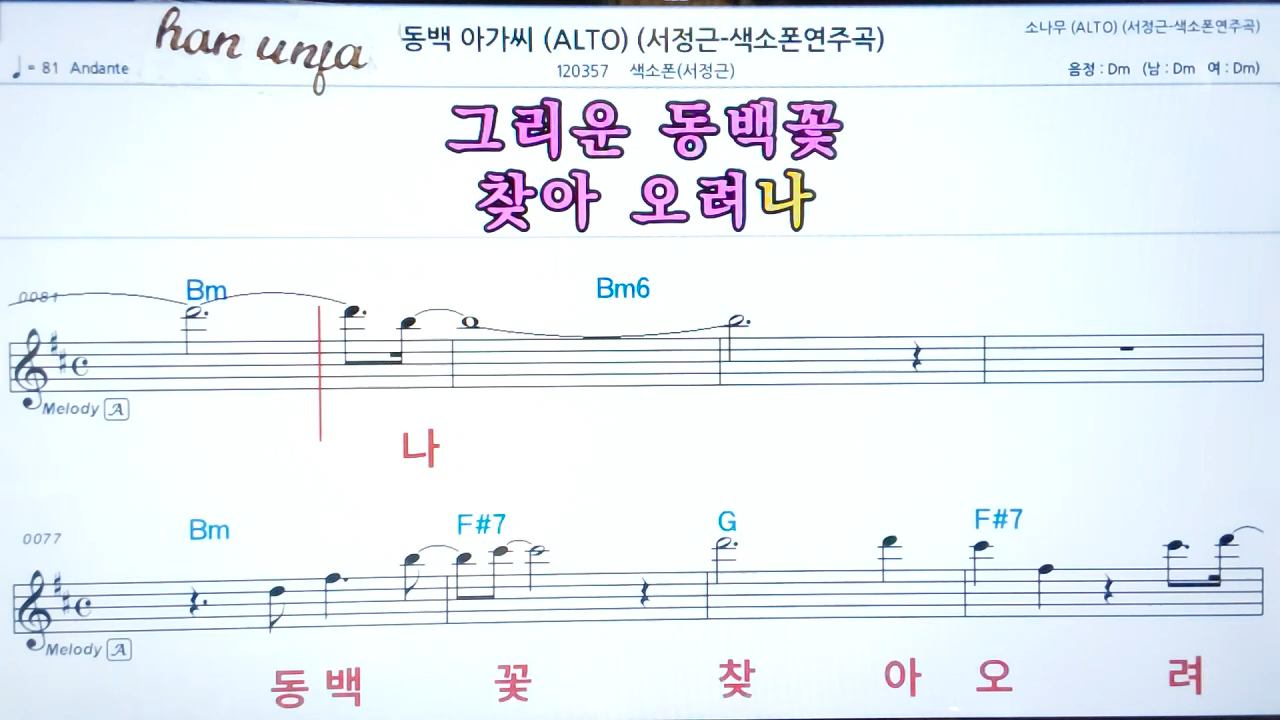 han unja
동백 아가씨 (ALTO) (서정근-색소폰연주곡)
소나무 (ALTO) (서정근-색소폰연주곡)
♩= 81 Andante
120357 색소폰(서정근)
음정 : Dm (남 : Dm 여 : Dm)
그리운 동백꽃
찾아 오려나
0081 Bm Bm6
Melody A
나
0077 Bm F#7 G F#7
Melody A
동 백 꽃 찾 아 오 려